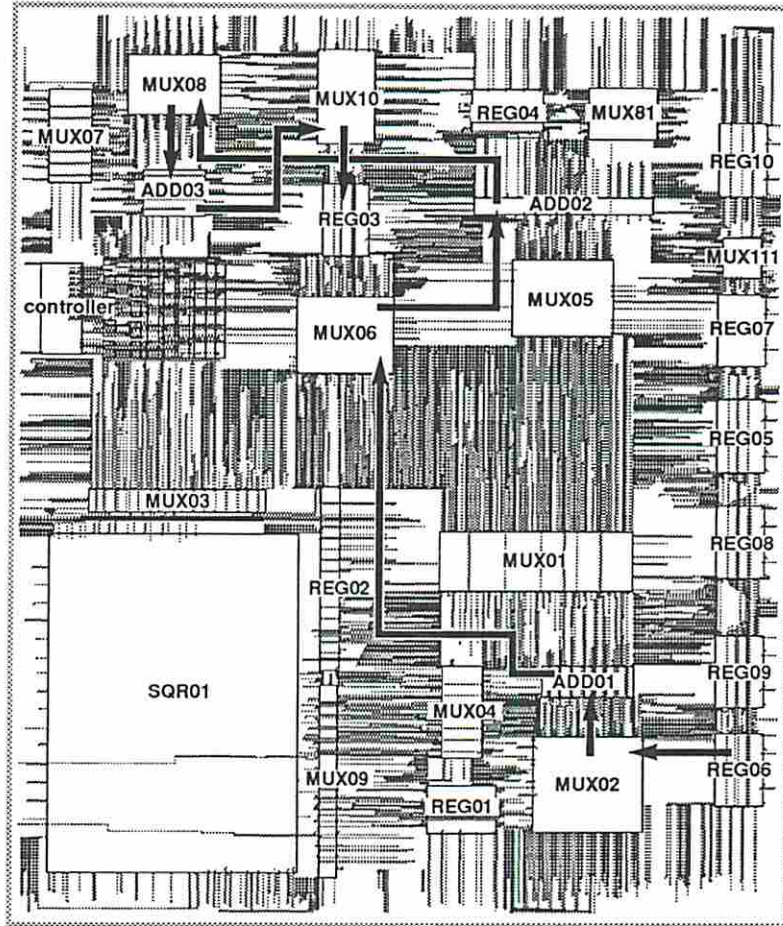 MUX08
MUX10
REG04
MUX81
MUX07
REG10
ADD03
REG03
ADD02
MUX111
MUX05
controller
MUX06
REG07
REG05
MUX03
REG08
MUX01
REG02
REG09
ADD01
SQR01
MUX04
REG06
MUX09
MUX02
REG01